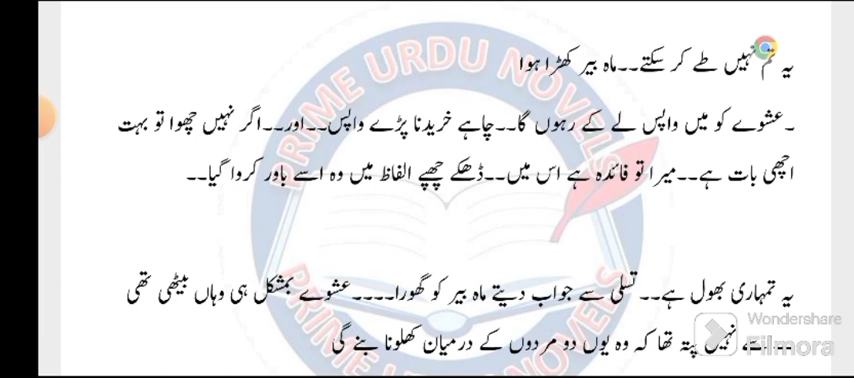 یہ تم نہیں طے کر سکتے۔۔ماہ بیر کھڑا ہوا
۔عشوے کو میں واپس لے کے رہوں گا۔۔چاہے خریدنا پڑے واپس۔۔اور۔۔اگر نہیں چھوا تو بہت
اچھی بات ہے۔۔میرا تو فائدہ ہے اس میں۔۔ڈھکے چھپے الفاظ میں وہ اسے باور کروا گیا۔۔
یہ تمہاری بھول ہے۔۔تسلی سے جواب دیتے ماہ بیر کو گھورا۔۔۔۔عشوے بمشکل ہی وہاں بیٹھی تھی
۔۔ نہیں پتہ تھا کہ وہ یوں دو مردوں کے درمیان کھلونا بنے گی
PRIME URDU NOVELS
Wondershare
Filmora